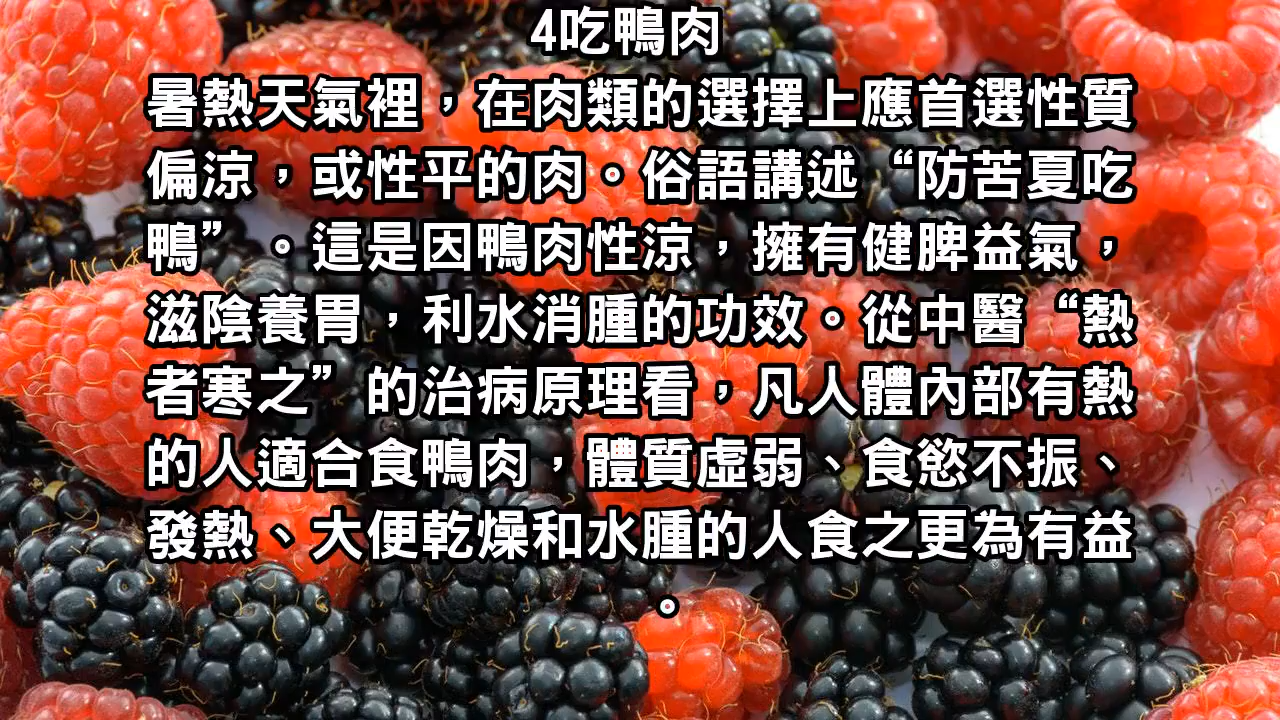 4吃鴨肉
暑熱天氣裡，在肉類的選擇上應首選性質
偏涼，或性平的肉。俗語講述“防苦夏吃
鴨”。這是因鴨肉性涼，擁有健脾益氣，
滋陰養胃，利水消腫的功效。從中醫“熱
者寒之”的治病原理看，凡人體內部有熱
的人適合食鴨肉，體質虛弱、食慾不振、
發熱、大便乾燥和水腫的人食之更為有益
。